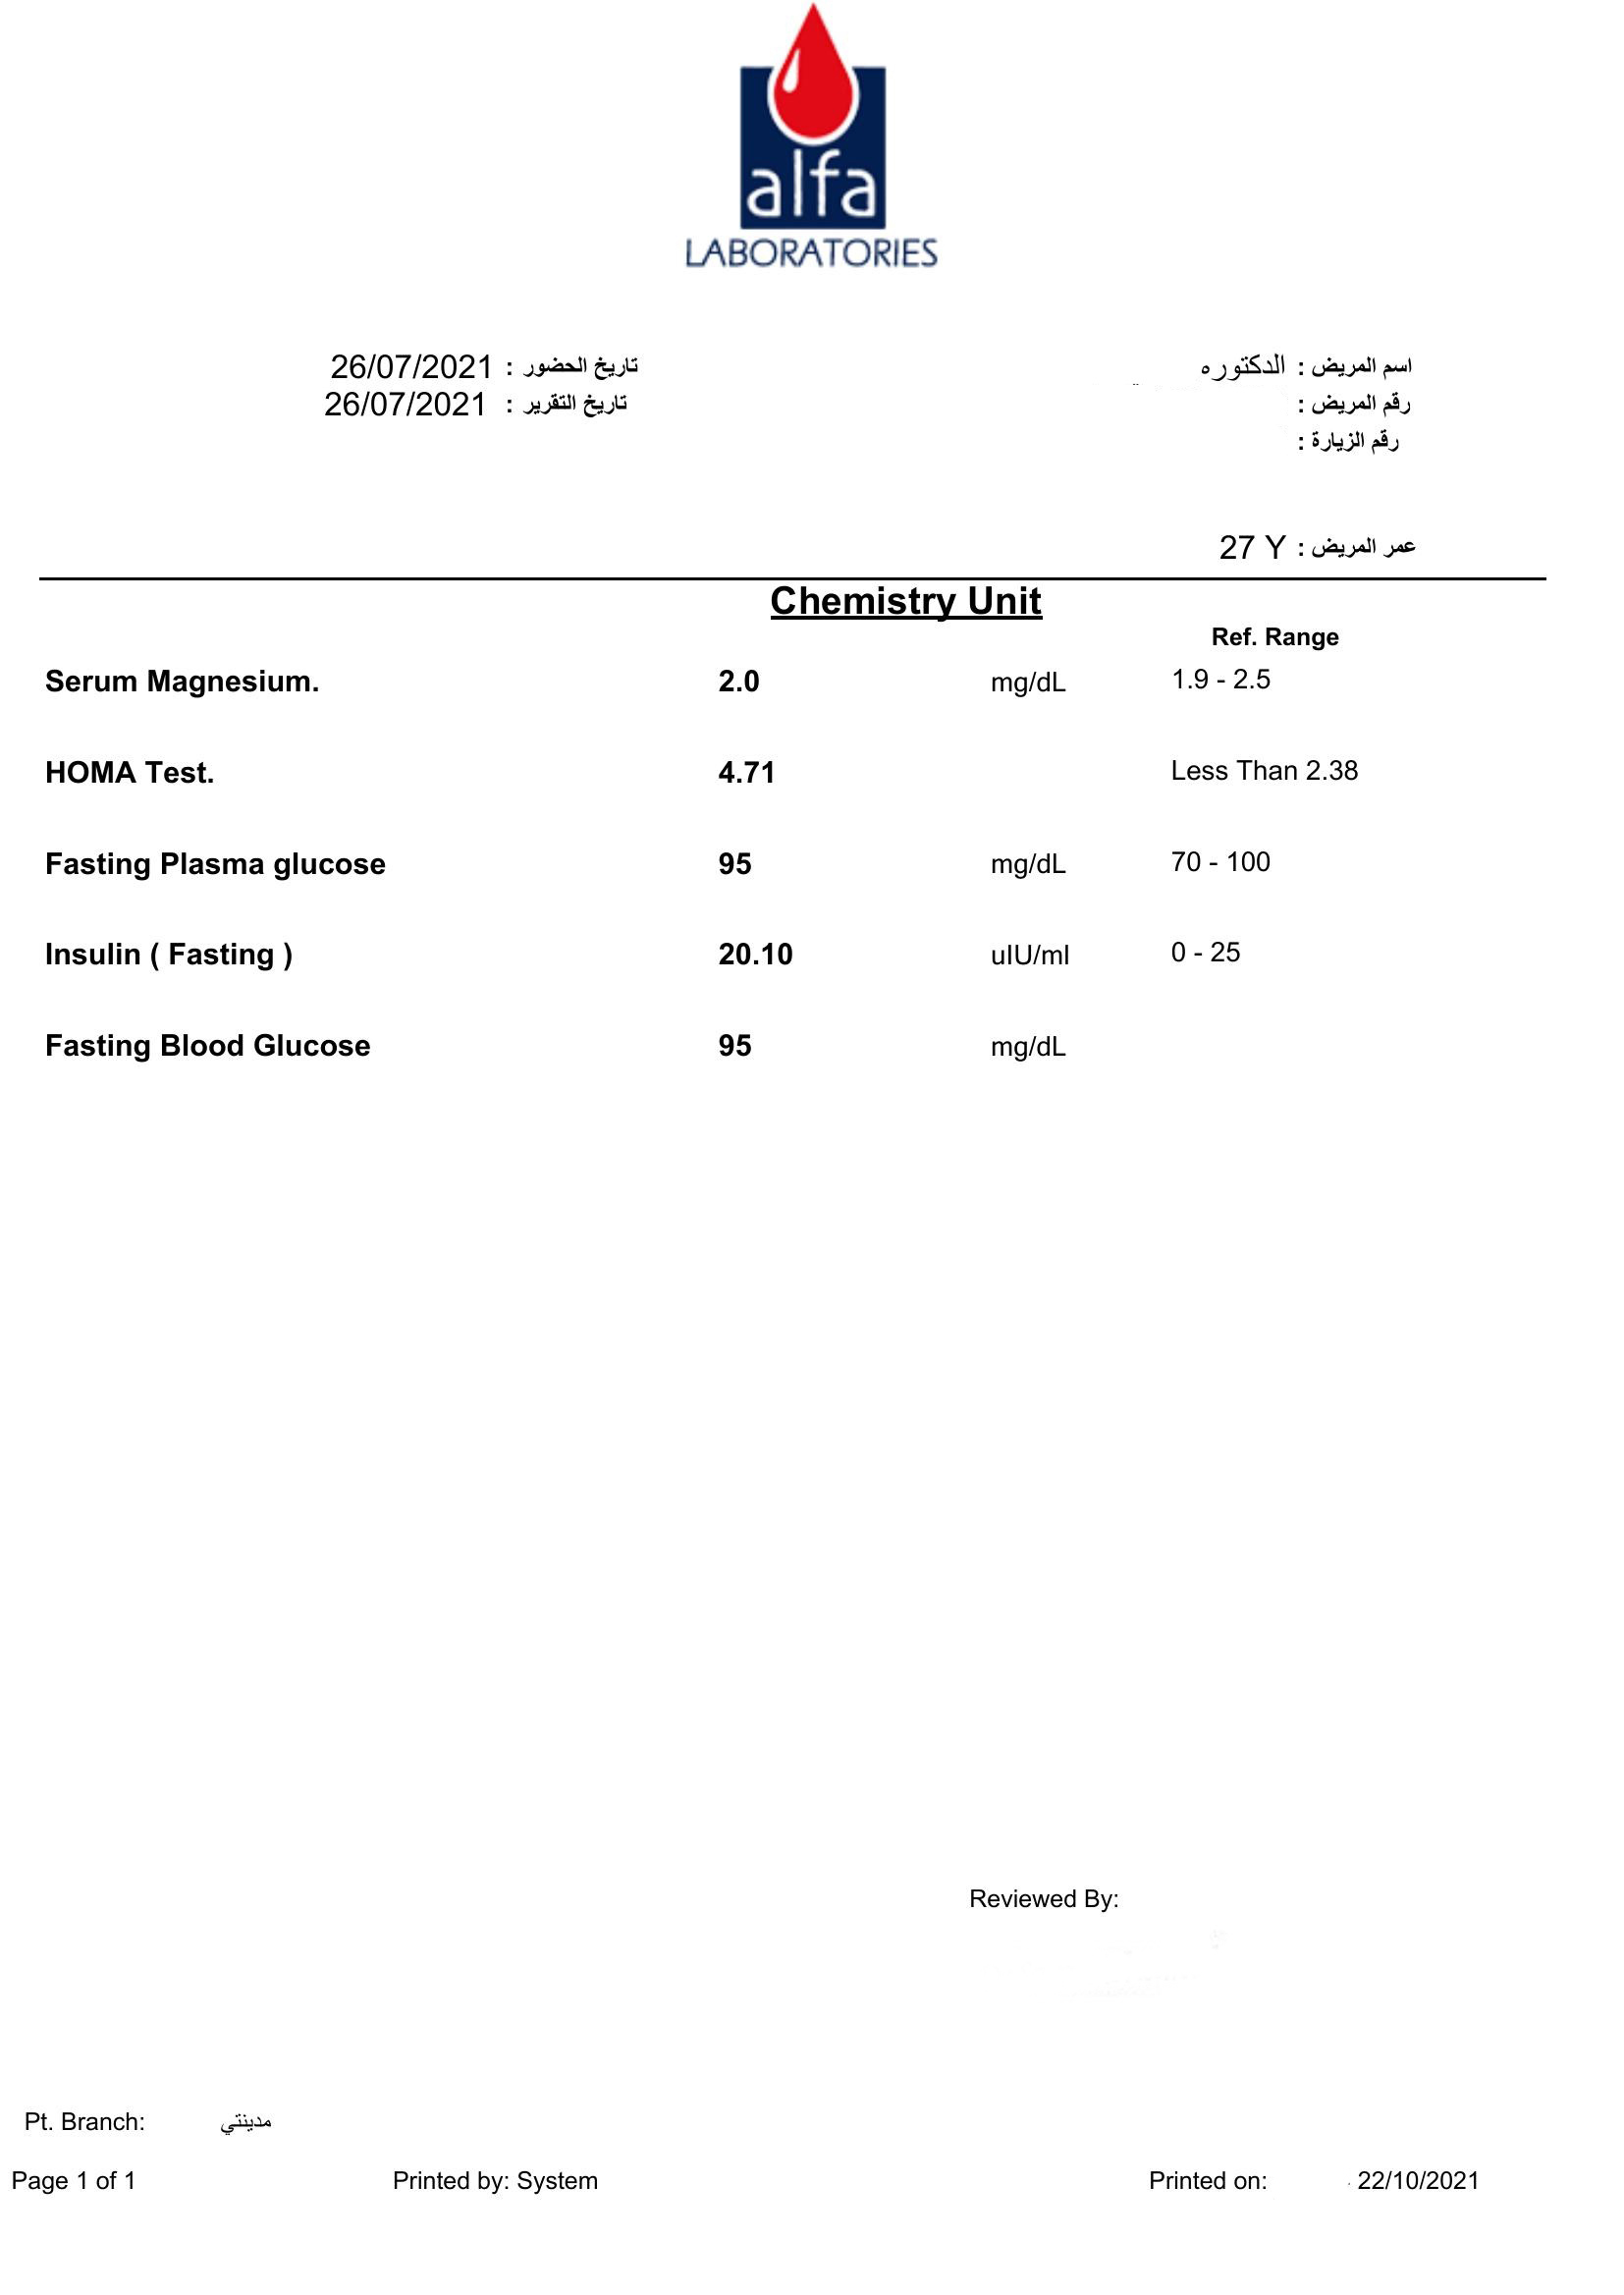 alfa
LABORATORIES
اسم المريض : الدكتوره
تاريخ الحضور : 26/07/2021
رقم المريض :
تاريخ التقرير : 26/07/2021
رقم الزيارة :
عمر المريض : 27 Y
Chemistry Unit
Ref. Range
Serum Magnesium. 2.0 mg/dL 1.9 - 2.5
HOMA Test. 4.71 Less Than 2.38
Fasting Plasma glucose 95 mg/dL 70 - 100
Insulin ( Fasting ) 20.10 uIU/ml 0 - 25
Fasting Blood Glucose 95 mg/dL
Reviewed By:
Pt. Branch: مدينتي
Page 1 of 1 Printed by: System Printed on: 22/10/2021